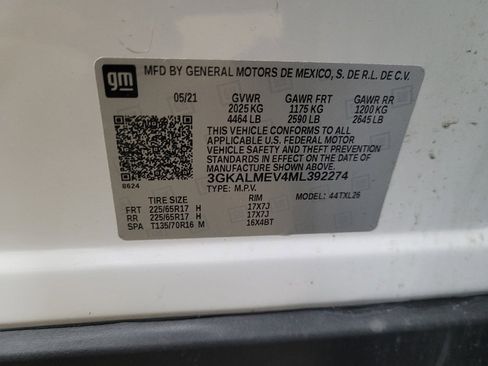 gm
MFD BY GENERAL MOTORS DE MEXICO, S. DE R.L. DE C.V.
05/21 GVWR GAWR FRT GAWR RR
2025 KG 1175 KG 1200 KG
4464 LB 2590 LB 2645 LB
THIS VEHICLE CONFORMS TO ALL
APPLICABLE U.S. FEDERAL MOTOR
VEHICLE SAFETY AND THEFT PREVENTION
STANDARDS IN EFFECT ON THE DATE OF
MANUFACTURE SHOWN ABOVE.
3GKALMEV4ML392274
8624 TYPE: M.P.V.
TIRE SIZE RIM MODEL: 44TXL26
FRT 225/65R17 H 17X7J
RR 225/65R17 H 17X7J
SPA T135/70R16 M 16X4BT